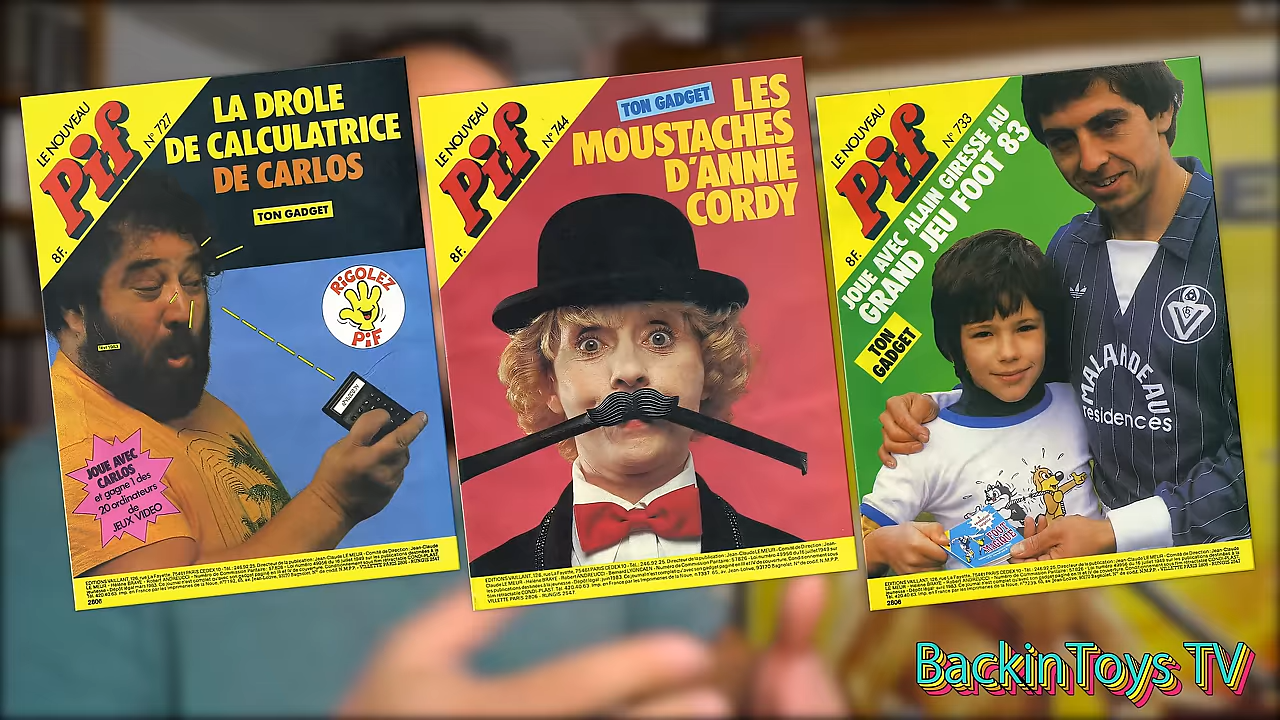 LE NOUVEAU
Pif
N° 727
8F.
LA DROLE
DE CALCULATRICE
DE CARLOS
TON GADGET
RIGOLEZ
PiF
JOUE AVEC
CARLOS
et gagne 1 des
20 ordinateurs
de
JEUX VIDEO
2806
LE NOUVEAU
Pif
N° 744
8F.
TON GADGET
LES
MOUSTACHES
D'ANNIE
CORDY
LE NOUVEAU
Pif
N° 733
8F.
JOUE AVEC ALAIN GIRESSE AU
GRAND JEU FOOT 83
TON
GADGET
MALARDEAU
résidences
2806
BackinToys TV